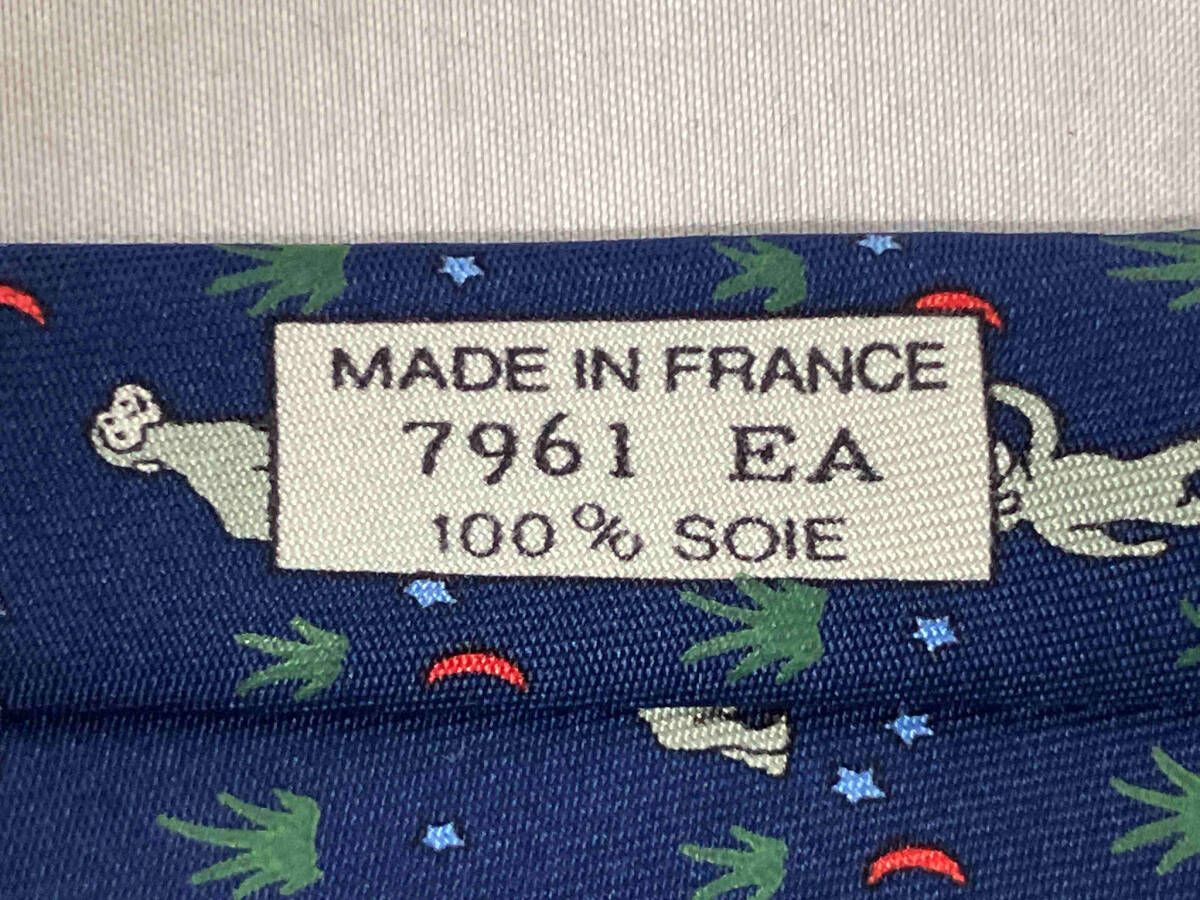 MADE IN FRANCE
7961 EA
100% SOIE